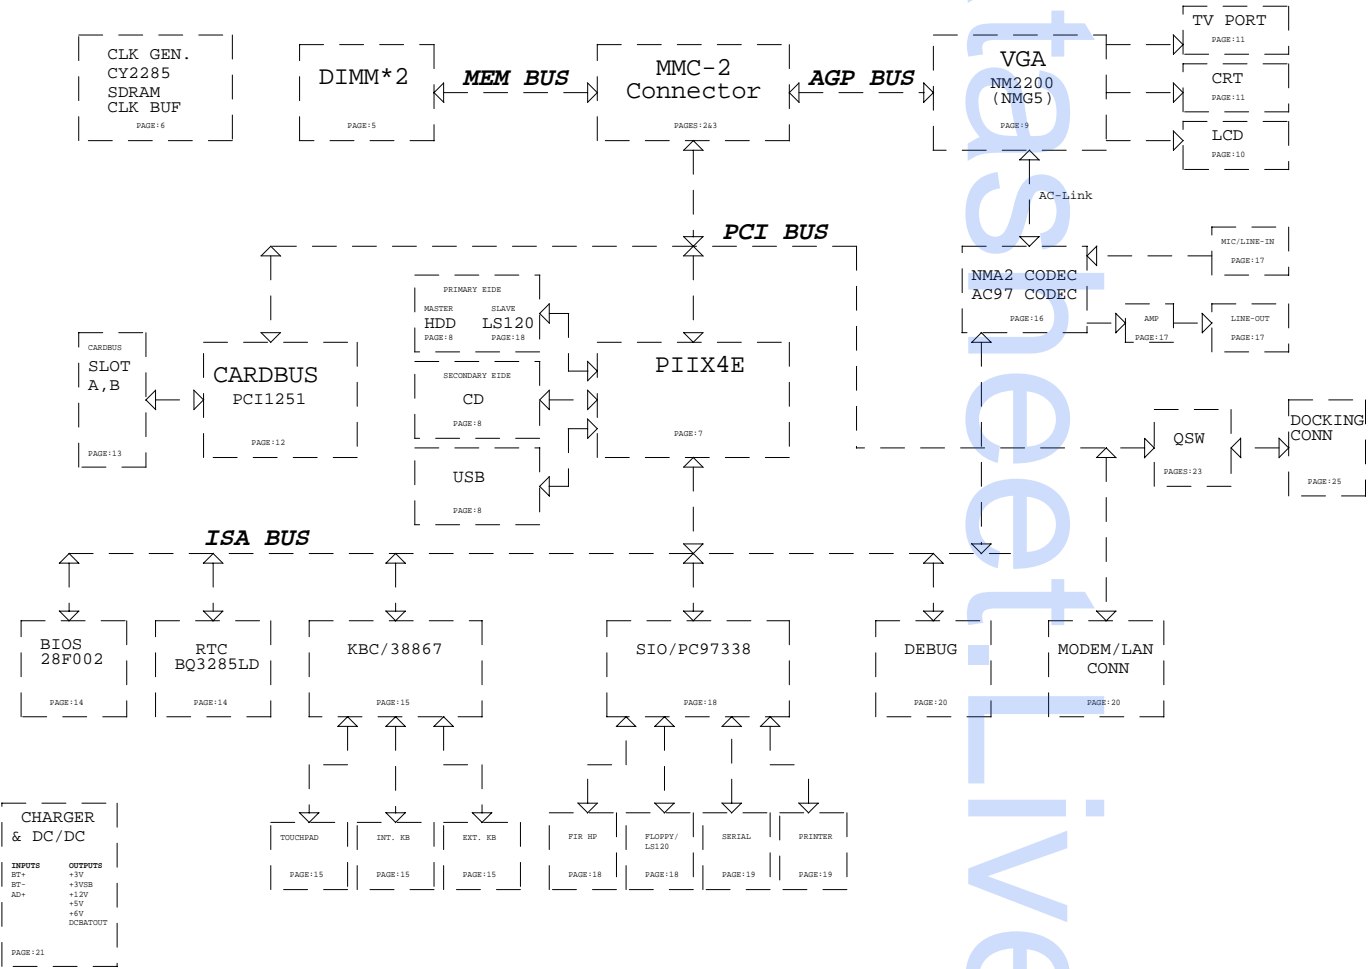 CLK GEN.
CY2285
SDRAM
CLK BUF
PAGE:6
DIMM*2
PAGE:5
MEM BUS
MMC-2
Connector
PAGES:2&3
AGP BUS
VGA
NM2200
(NMG5)
PAGE:9
TV PORT
PAGE:11
CRT
PAGE:11
LCD
PAGE:10
AC-Link
PCI BUS
NMA2 CODEC
AC97 CODEC
PAGE:16
MIC/LINE-IN
PAGE:17
AMP
PAGE:17
LINE-OUT
PAGE:17
PRIMARY EIDE
MASTER SLAVE
HDD LS120
PAGE:8 PAGE:18
SECONDARY EIDE
CD
PAGE:8
USB
PAGE:8
PIIX4E
PAGE:7
CARDBUS
SLOT
A,B
PAGE:13
CARDBUS
PCI1251
PAGE:12
QSW
PAGES:23
DOCKING
CONN
PAGE:25
ISA BUS
BIOS
28F002
PAGE:14
RTC
BQ3285LD
PAGE:14
KBC/38867
PAGE:15
SIO/PC97338
PAGE:18
DEBUG
PAGE:20
MODEM/LAN
CONN
PAGE:20
TOUCHPAD
PAGE:15
INT. KB
PAGE:15
EXT. KB
PAGE:15
FIR HP
PAGE:18
FLOPPY/
LS120
PAGE:18
SERIAL
PAGE:19
PRINTER
PAGE:19
CHARGER
& DC/DC
INPUTS OUTPUTS
BT+ +3V
BT- +3VSB
AD+ +12V
+5V
+6V
DCBATOUT
PAGE:21
tasheet.Live